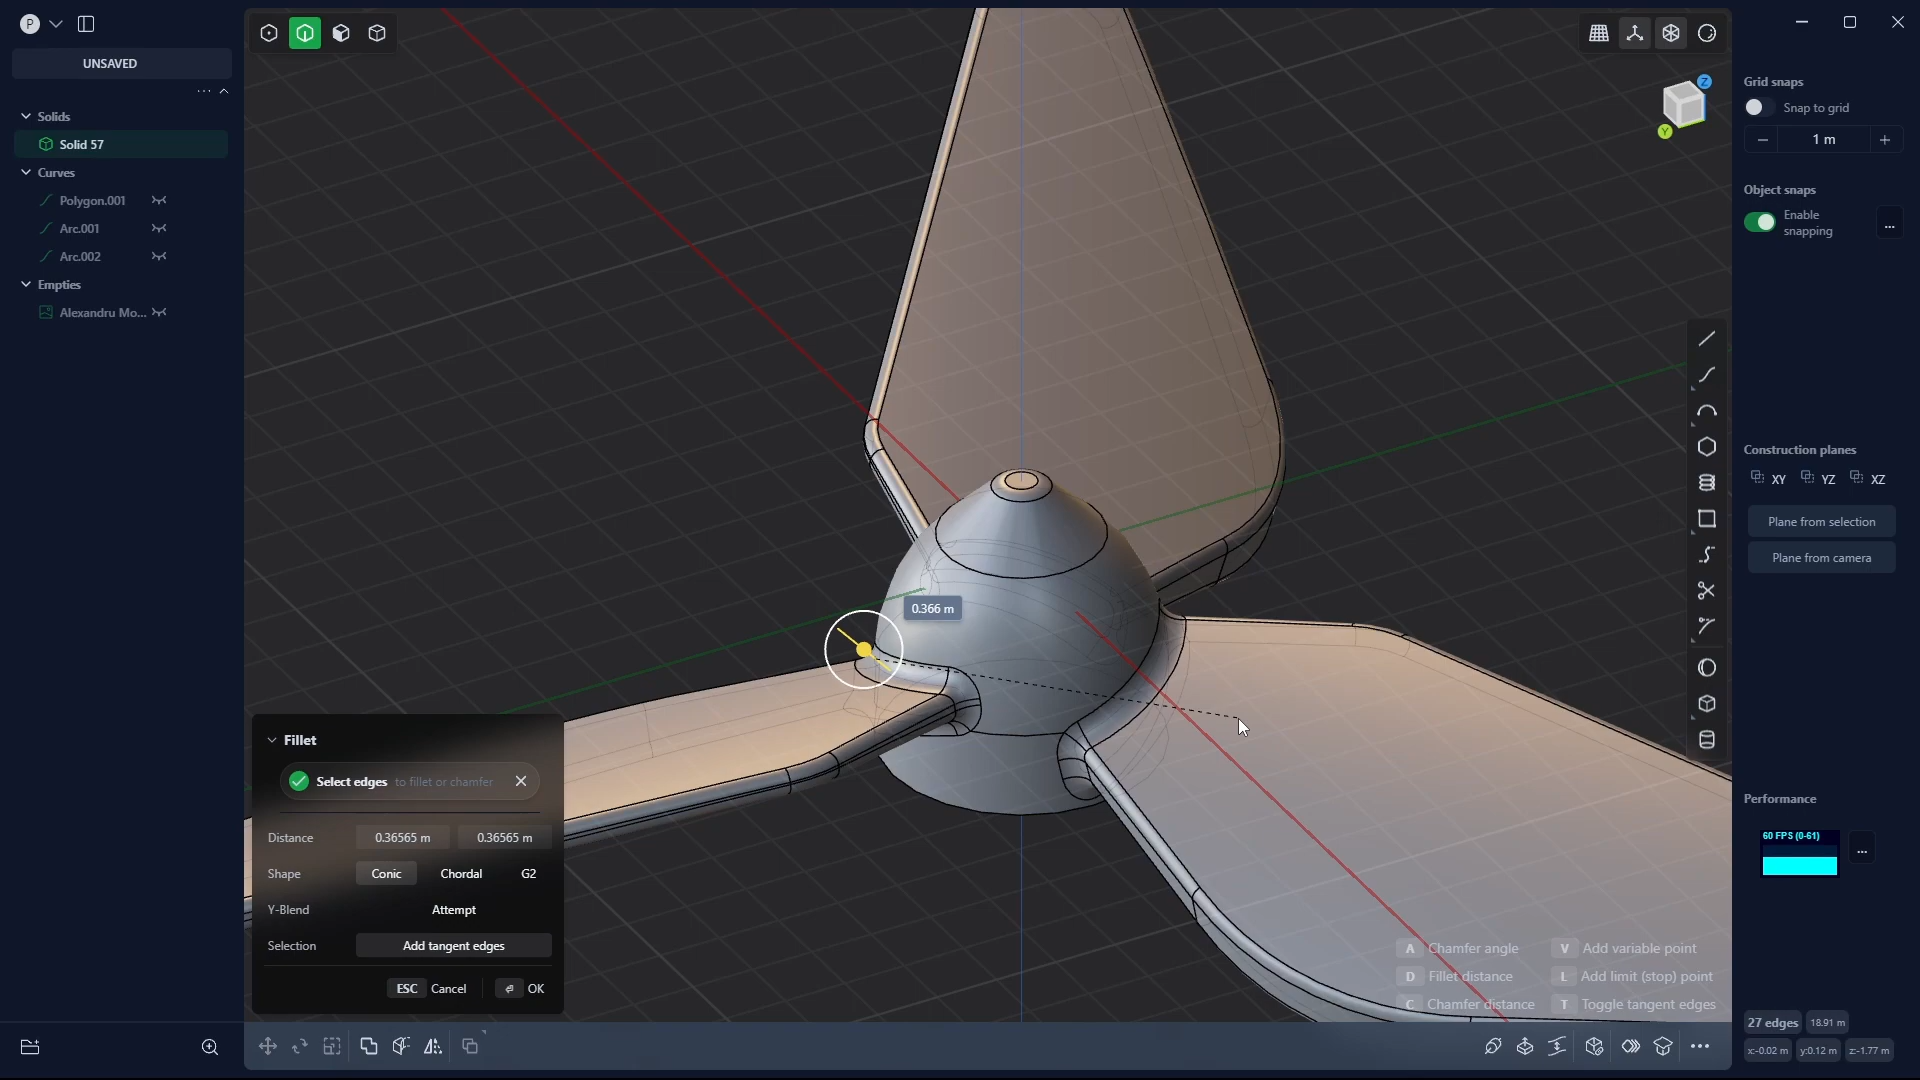 P
UNSAVED
Solids
Solid 57
Curves
Polygon.001
Arc.001
Arc.002
Empties
Alexandru Mo...
Z
Y
0.366 m
Fillet
Select edges to fillet or chamfer
Distance 0.36565 m 0.36565 m
Shape Conic Chordal G2
Y-Blend Attempt
Selection Add tangent edges
ESC Cancel OK
A Chamfer angle V Add variable point
D Fillet distance L Add limit (stop) point
C Chamfer distance T Toggle tangent edges
Grid snaps
Snap to grid
1 m
Object snaps
Enable
snapping
...
Construction planes
XY YZ XZ
Plane from selection
Plane from camera
Performance
60 FPS (0-61)
...
27 edges 18.91 m
x:-0.02 m y:0.12 m z:-1.77 m